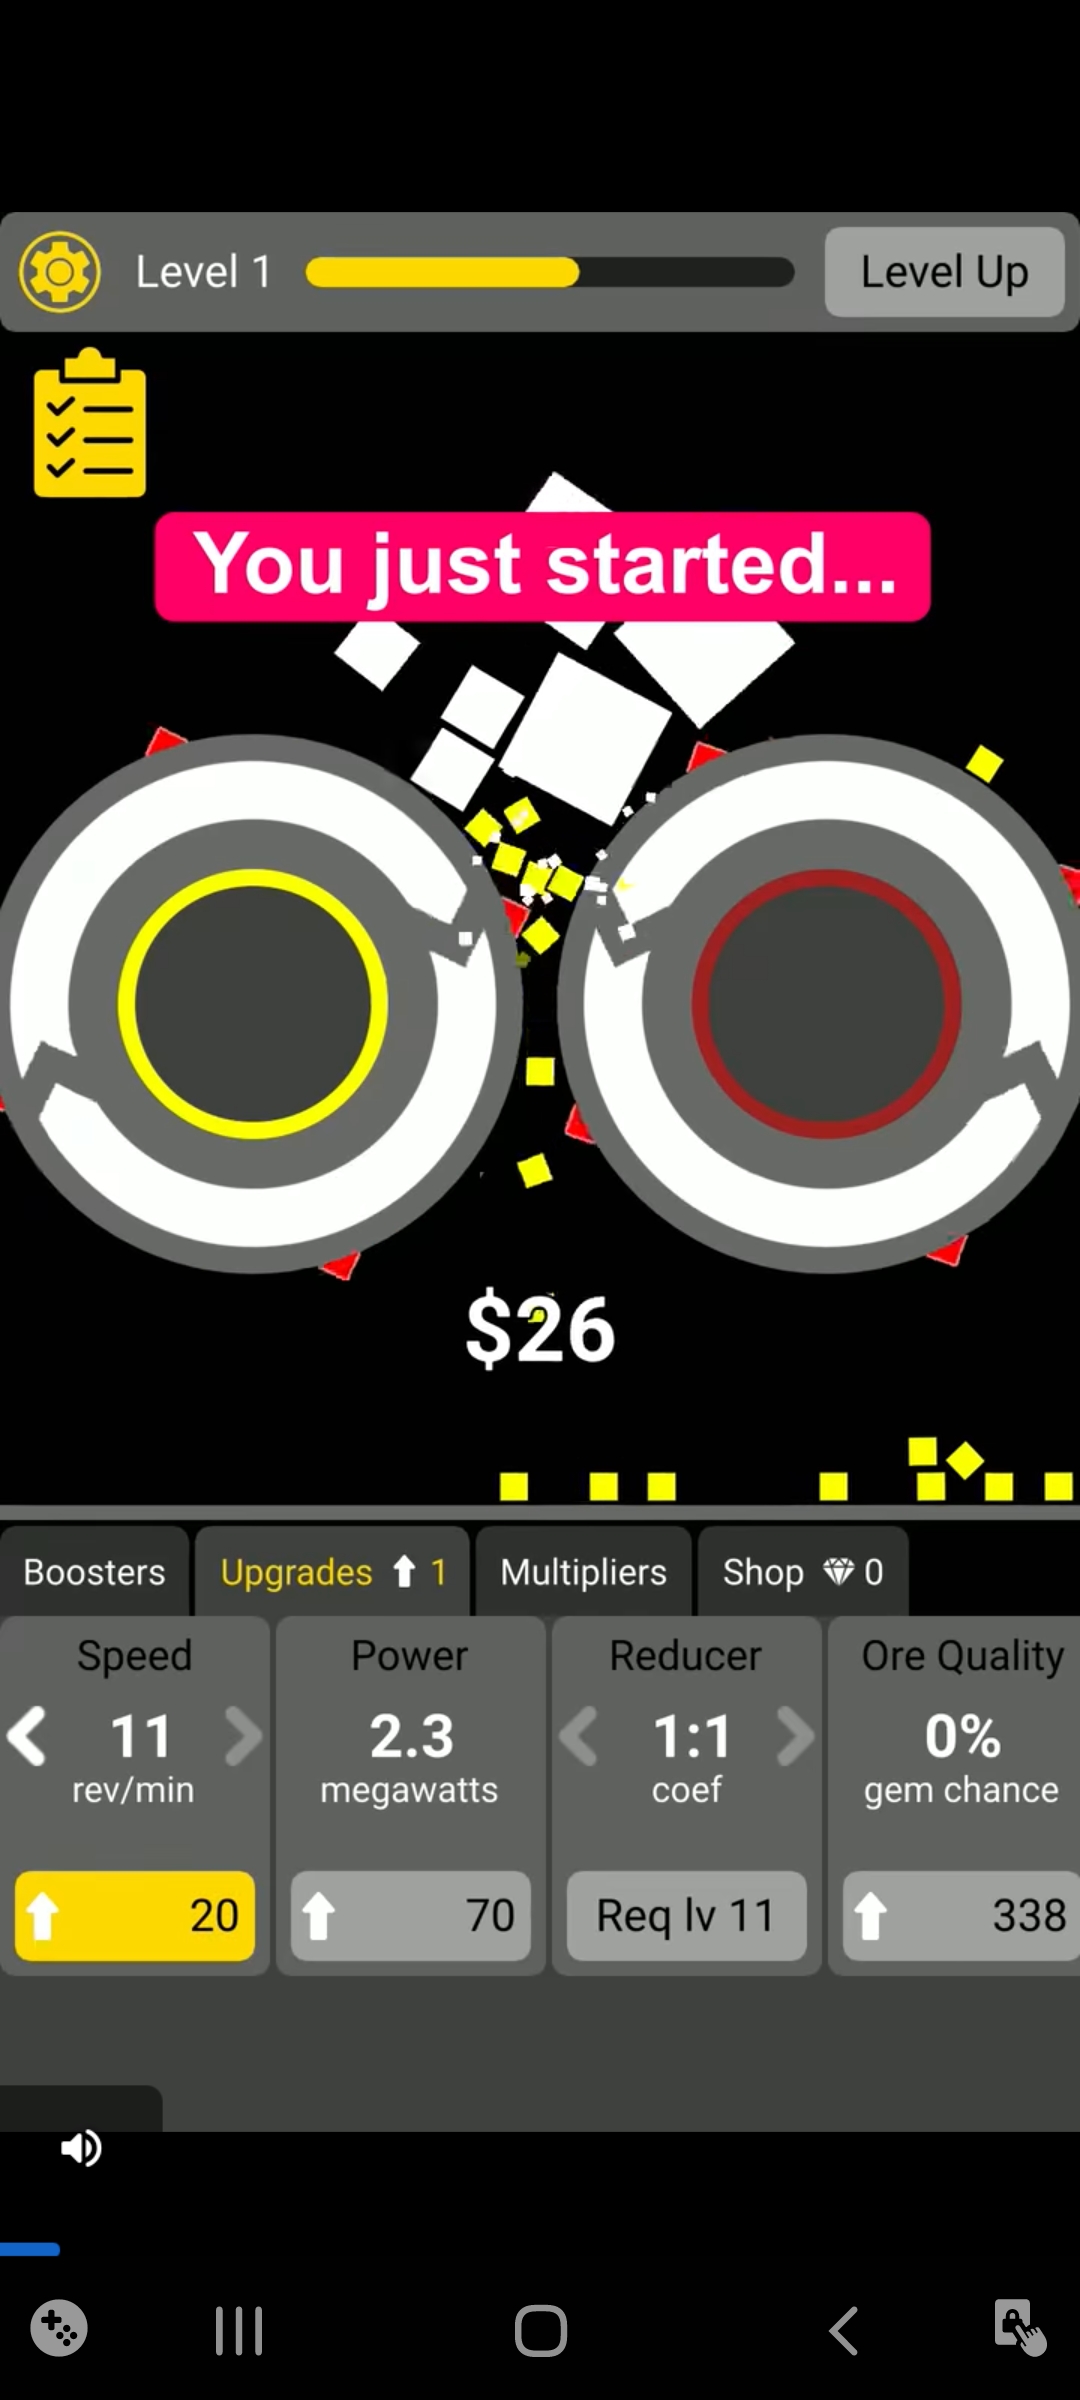 Level 1
Level Up
You just started...
$26
Boosters
Upgrades 1
Multipliers
Shop 0
Speed
11
rev/min
20
Power
2.3
megawatts
70
Reducer
1:1
coef
Req lv 11
Ore Quality
0%
gem chance
338